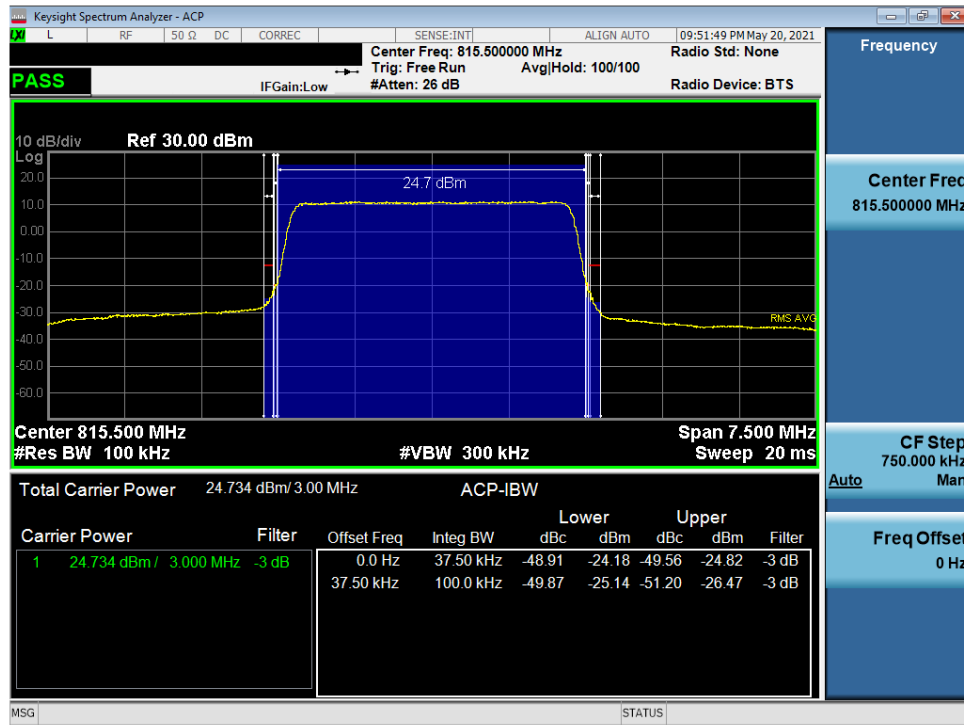 Keysight Spectrum Analyzer - ACP
LXI L RF 50 Ω DC CORREC SENSE:INT ALIGN AUTO 09:51:49 PM May 20, 2021
Center Freq: 815.500000 MHz Radio Std: None
Trig: Free Run Avg|Hold: 100/100
PASS IFGain:Low #Atten: 26 dB Radio Device: BTS
10 dB/div Ref 30.00 dBm
Log
20.0
24.7 dBm
10.0
0.00
-10.0
-20.0
-30.0
RMS AVG
-40.0
-50.0
-60.0
Center 815.500 MHz Span 7.500 MHz
#Res BW 100 kHz #VBW 300 kHz Sweep 20 ms
Total Carrier Power 24.734 dBm/ 3.00 MHz ACP-IBW
Lower Upper
Carrier Power Filter Offset Freq Integ BW dBc dBm dBc dBm Filter
1 24.734 dBm / 3.000 MHz -3 dB 0.0 Hz 37.50 kHz -48.91 -24.18 -49.56 -24.82 -3 dB
37.50 kHz 100.0 kHz -49.87 -25.14 -51.20 -26.47 -3 dB
MSG STATUS
Frequency
Center Freq
815.500000 MHz
CF Step
750.000 kHz
Auto Man
Freq Offset
0 Hz